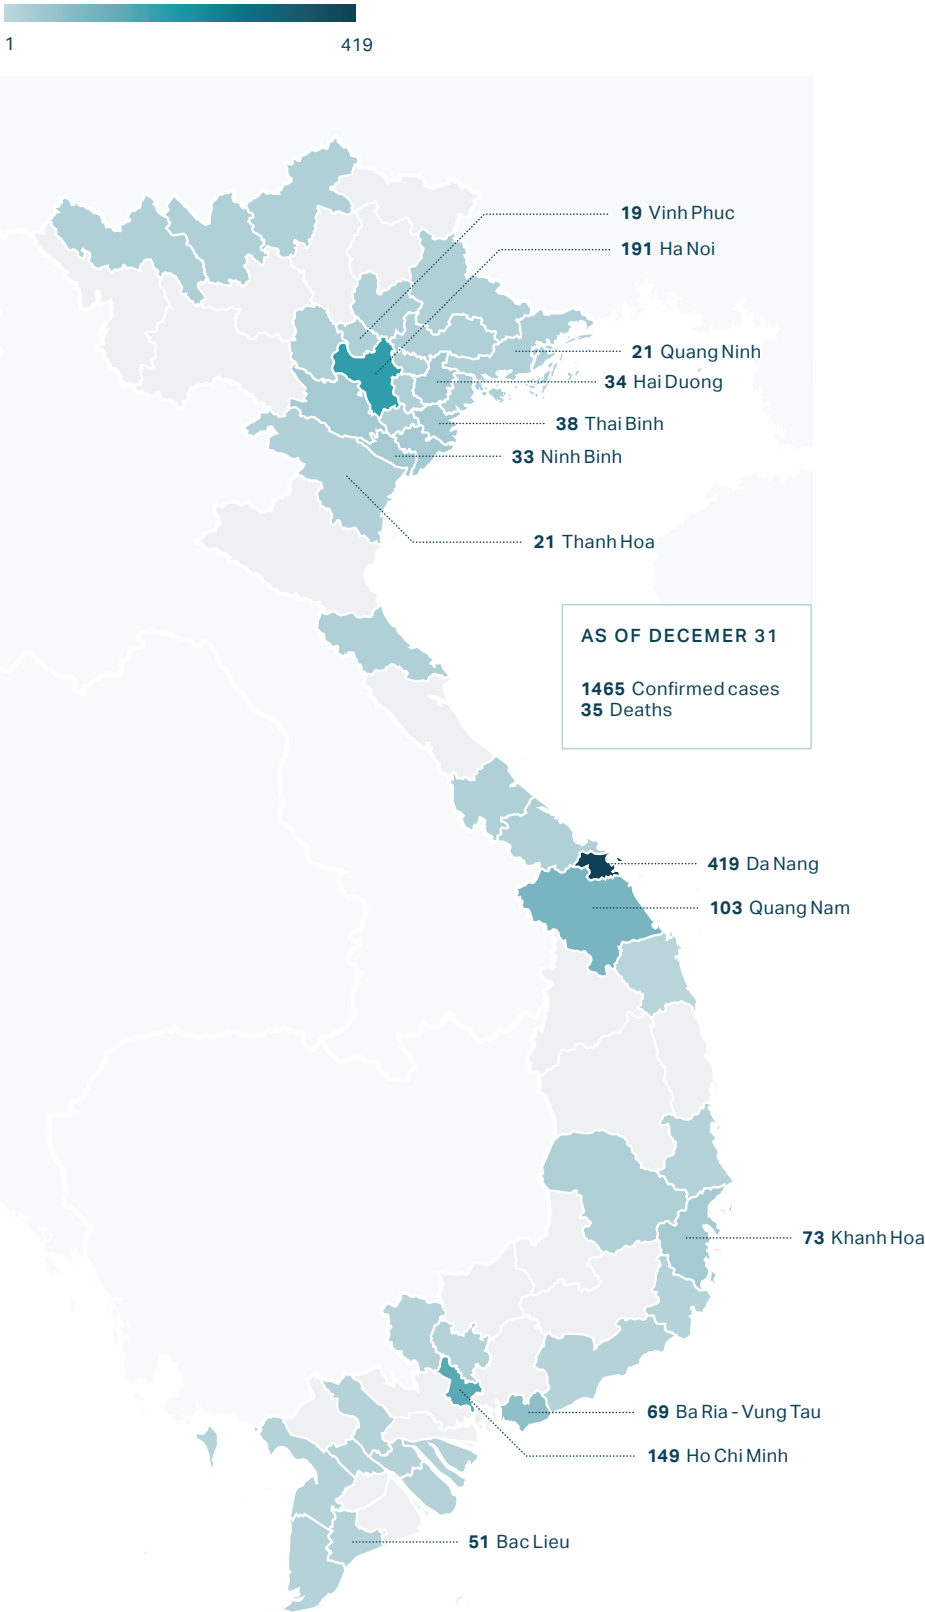 1 419
19 Vinh Phuc
191 Ha Noi
21 Quang Ninh
34 Hai Duong
38 Thai Binh
33 Ninh Binh
21 Thanh Hoa
AS OF DECEMER 31
1465 Confirmed cases
35 Deaths
419 Da Nang
103 Quang Nam
73 Khanh Hoa
69 Ba Ria - Vung Tau
149 Ho Chi Minh
51 Bac Lieu